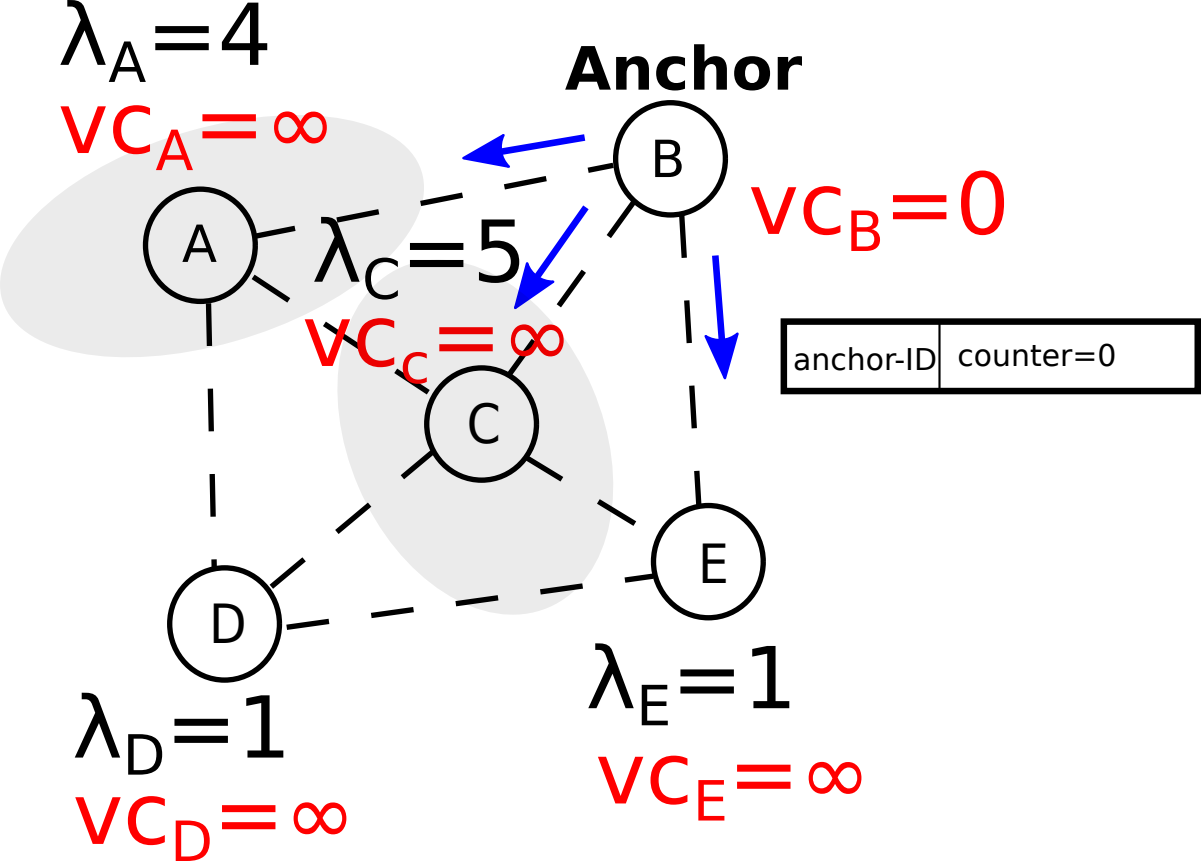 λA=4
vcA=∞
Anchor
B
vcB=0
A
λC=5
vcc=∞
anchor-ID counter=0
C
E
D
λE=1
vcE=∞
λD=1
vcD=∞